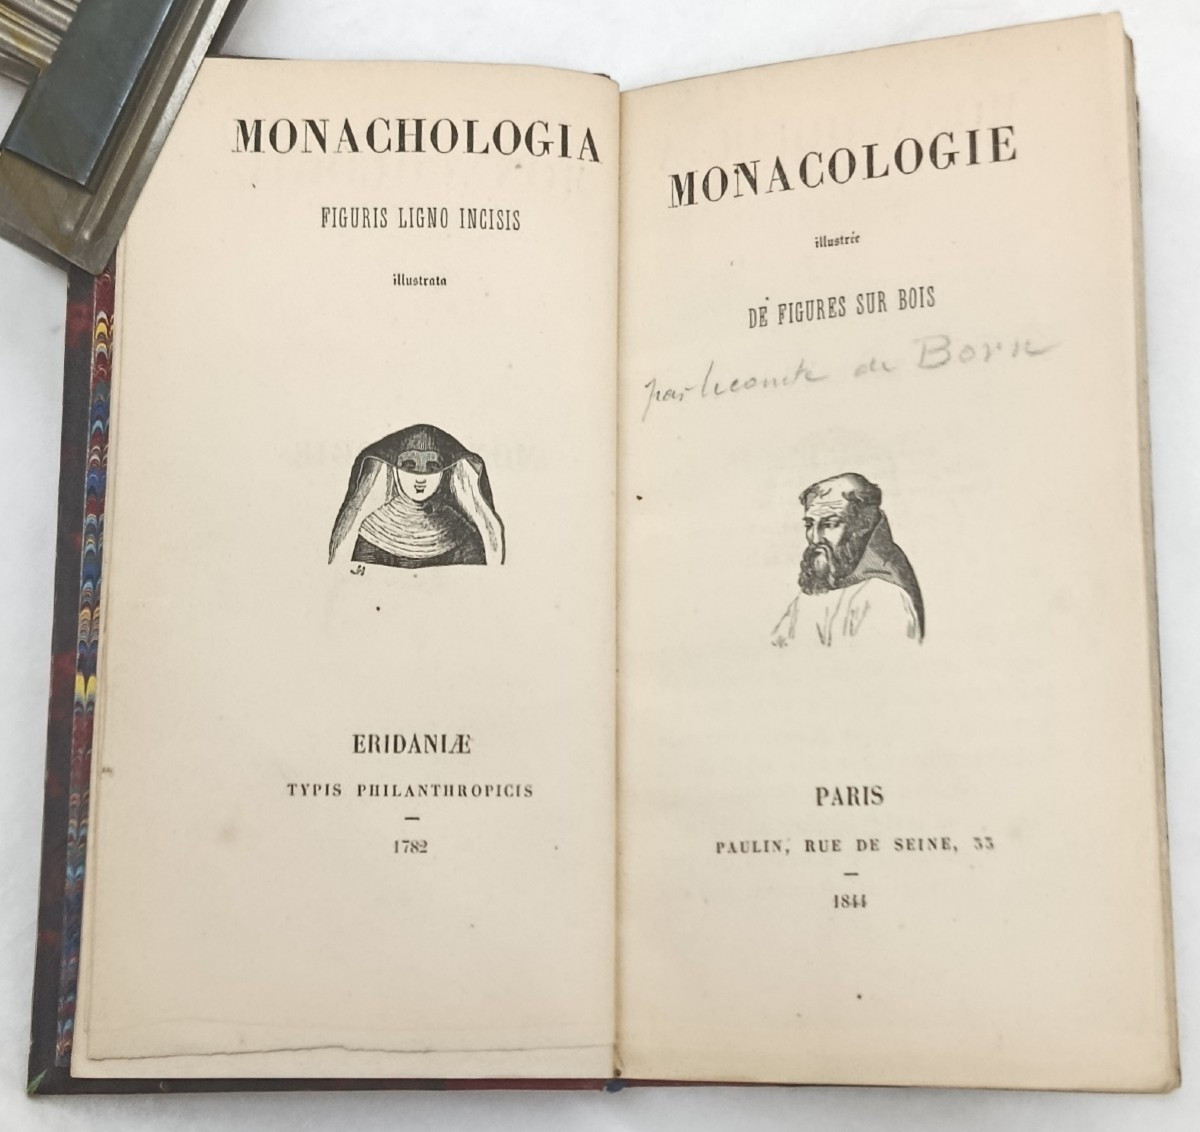 MONACHOLOGIA
FIGURIS LIGNO INCISIS
illustrata
ERIDANIÆ
TYPIS PHILANTHROPICIS
1782
MONACOLOGIE
illustrée
DE FIGURES SUR BOIS
par le comte de Born
PARIS
PAULIN, RUE DE SEINE, 33
1844